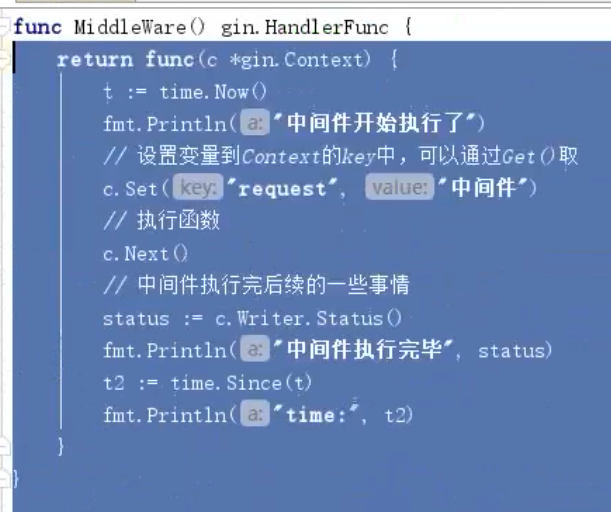 func MiddleWare() gin.HandlerFunc {
return func(c *gin.Context) {
t := time.Now()
fmt.Println(a: "中间件开始执行了")
// 设置变量到Context的key中，可以通过Get()取
c.Set(key: "request", value: "中间件")
// 执行函数
c.Next()
// 中间件执行完后续的一些事情
status := c.Writer.Status()
fmt.Println(a: "中间件执行完毕", status)
t2 := time.Since(t)
fmt.Println(a: "time:", t2)
}
}